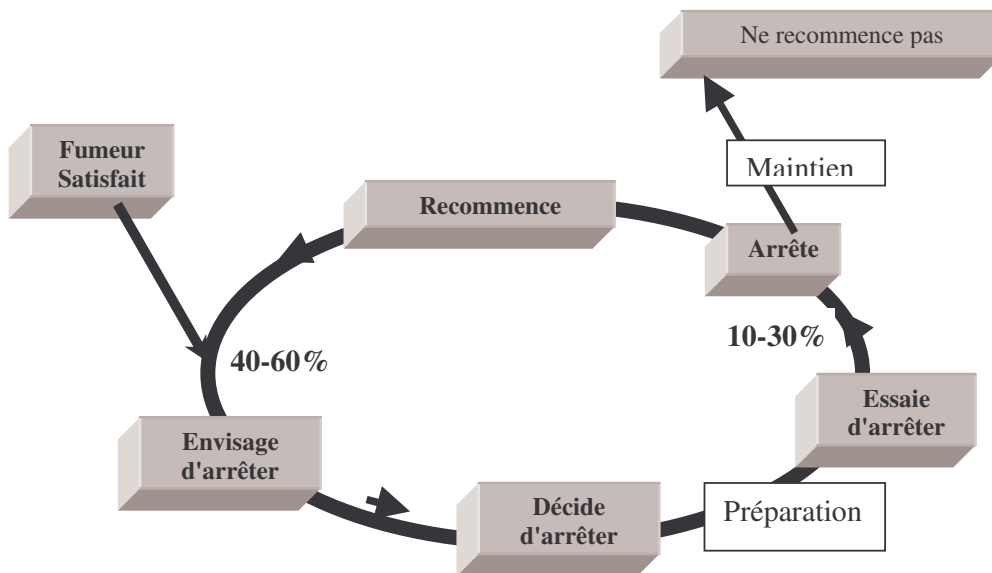 Ne recommence pas
Fumeur
Satisfait
Maintien
Recommence
Arrête
10-30%
40-60%
Essaie
d'arrêter
Envisage
d'arrêter
Décide
d'arrêter
Préparation